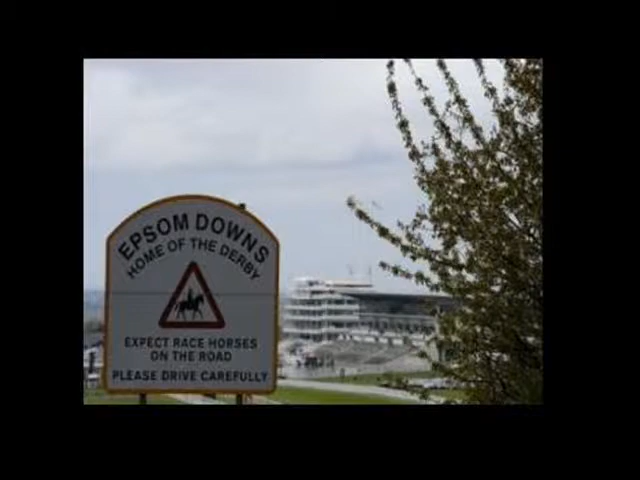 EPSOM DOWNS
HOME OF THE DERBY
EXPECT RACE HORSES
ON THE ROAD
PLEASE DRIVE CAREFULLY